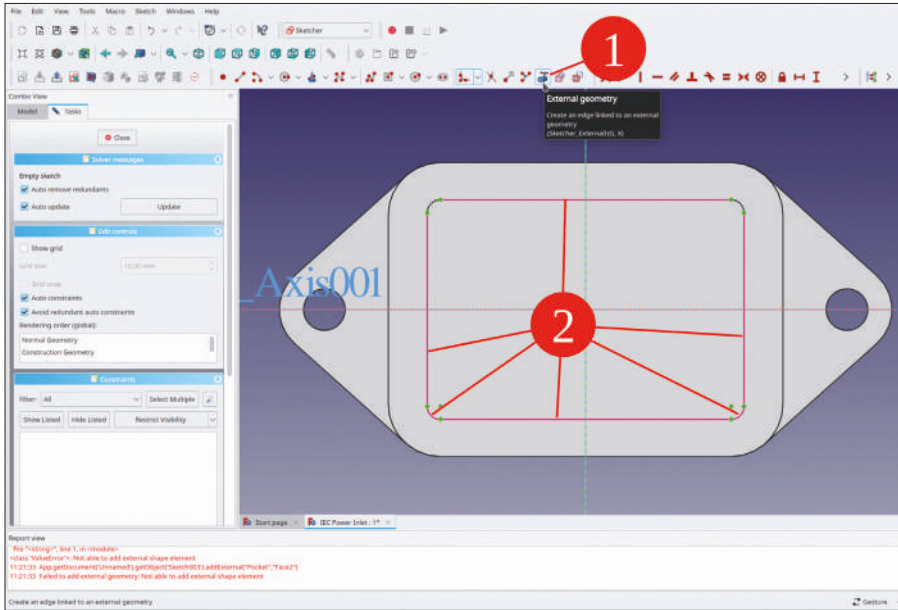 File Edit View Tools Macro Sketch Windows Help
Sketcher
1
External geometry
Create an edge linked to an external
geometry
(Sketcher_External) (G, X)
Combo View
Model Tasks
Close
Solver messages
Empty sketch
Auto remove redundants
Auto update Update
Edit controls
Show grid
Grid size 10,00 mm
Grid snap
Auto constraints
Avoid redundant auto constraints
Rendering order (global):
Normal Geometry
Construction Geometry
Constraints
Filter: All Select Multiple
Show Listed Hide Listed Restrict Visibility
_Axis001
2
Start page IEC Power Inlet : 1*
Report view
File "<string>", line 1, in <module>
<class 'ValueError'>: Not able to add external shape element
11:21:33 App.getDocument('Unnamed').getObject('Sketch003').addExternal("Pocket","Face2")
11:21:33 Failed to add external geometry: Not able to add external shape element
Create an edge linked to an external geometry
Gesture